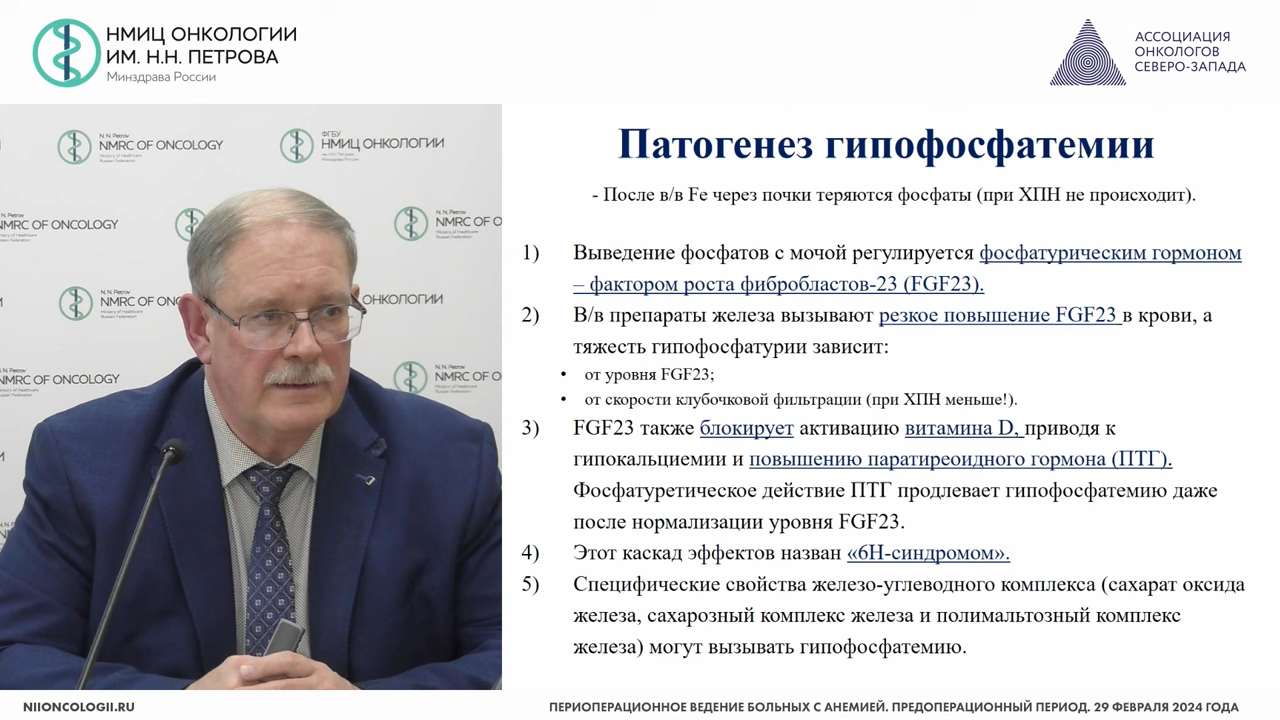 НМИЦ ОНКОЛОГИИ
ИМ. Н.Н. ПЕТРОВА
Минздрава России
АССОЦИАЦИЯ
ОНКОЛОГОВ
СЕВЕРО-ЗАПАДА
N.N. Petrov
NMRC OF ONCOLOGY
ФГБУ
НМИЦ ОНКОЛОГИИ
NMRC OF ONCOLOGY
NMRC OF O
NMRC OF
ОНКОЛОГИИ
NMRC OF ONCOLOGY
NMRC OF O
Патогенез гипофосфатемии
- После в/в Fe через почки теряются фосфаты (при ХПН не происходит).
1) Выведение фосфатов с мочой регулируется фосфатурическим гормоном
– фактором роста фибробластов-23 (FGF23).
2) В/в препараты железа вызывают резкое повышение FGF23 в крови, а
тяжесть гипофосфатурии зависит:
• от уровня FGF23;
• от скорости клубочковой фильтрации (при ХПН меньше!).
3) FGF23 также блокирует активацию витамина D, приводя к
гипокальциемии и повышению паратиреоидного гормона (ПТГ).
Фосфатуретическое действие ПТГ продлевает гипофосфатемию даже
после нормализации уровня FGF23.
4) Этот каскад эффектов назван «6Н-синдромом».
5) Специфические свойства железо-углеводного комплекса (сахарат оксида
железа, сахарозный комплекс железа и полимальтозный комплекс
железа) могут вызывать гипофосфатемию.
NIIONCOLOGII.RU
ПЕРИОПЕРАЦИОННОЕ ВЕДЕНИЕ БОЛЬНЫХ С АНЕМИЕЙ. ПРЕДОПЕРАЦИОННЫЙ ПЕРИОД. 29 ФЕВРАЛЯ 2024 ГОДА